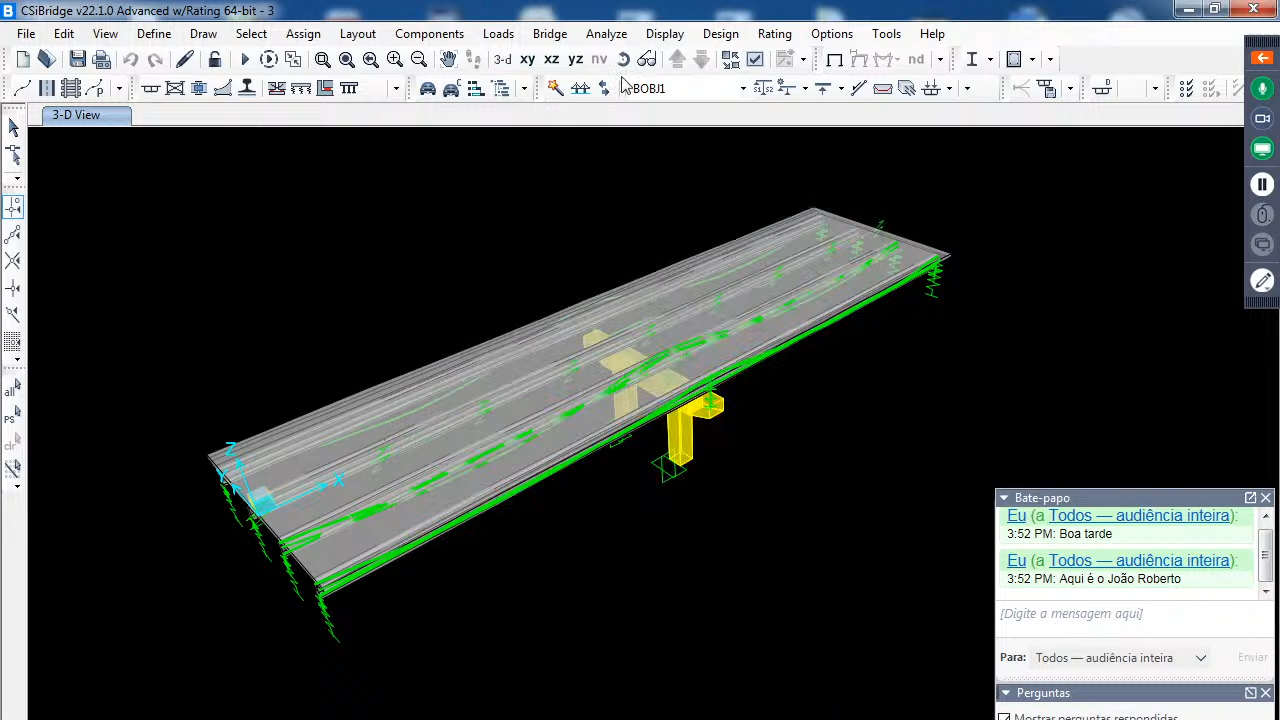 CSiBridge v22.1.0 Advanced w/Rating 64-bit - 3
File Edit View Define Draw Select Assign Layout Components Loads Bridge Analyze Display Design Rating Options Tools Help
3-d xy xz yz nv nd
BOBJ1
3-D View
all
PS
clr
Z
Y
X
Bate-papo
Eu (a Todos — audiência inteira):
3:52 PM: Boa tarde
Eu (a Todos — audiência inteira):
3:52 PM: Aqui é o João Roberto
[Digite a mensagem aqui]
Para: Todos — audiência inteira Enviar
Perguntas
Mostrar perguntas respondidas